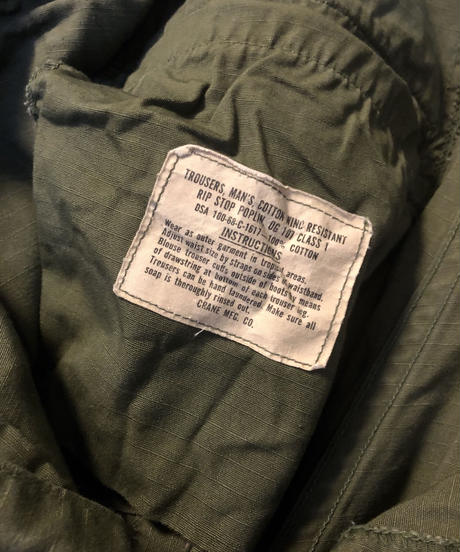 TROUSERS, MAN'S, COTTON WIND RESISTANT
RIP STOP POPLIN, OG 107 CLASS 1
DSA 100-68-C-1617-100% COTTON
INSTRUCTIONS
Wear as outer garment in tropical areas.
Adjust waist size by straps on side waistband.
Blouse trouser cuffs outside of boots by means
of drawstring at bottom of each trouser leg.
Trousers can be hand laundered. Make sure all
soap is thoroughly rinsed out.
CRANE MFG. CO.